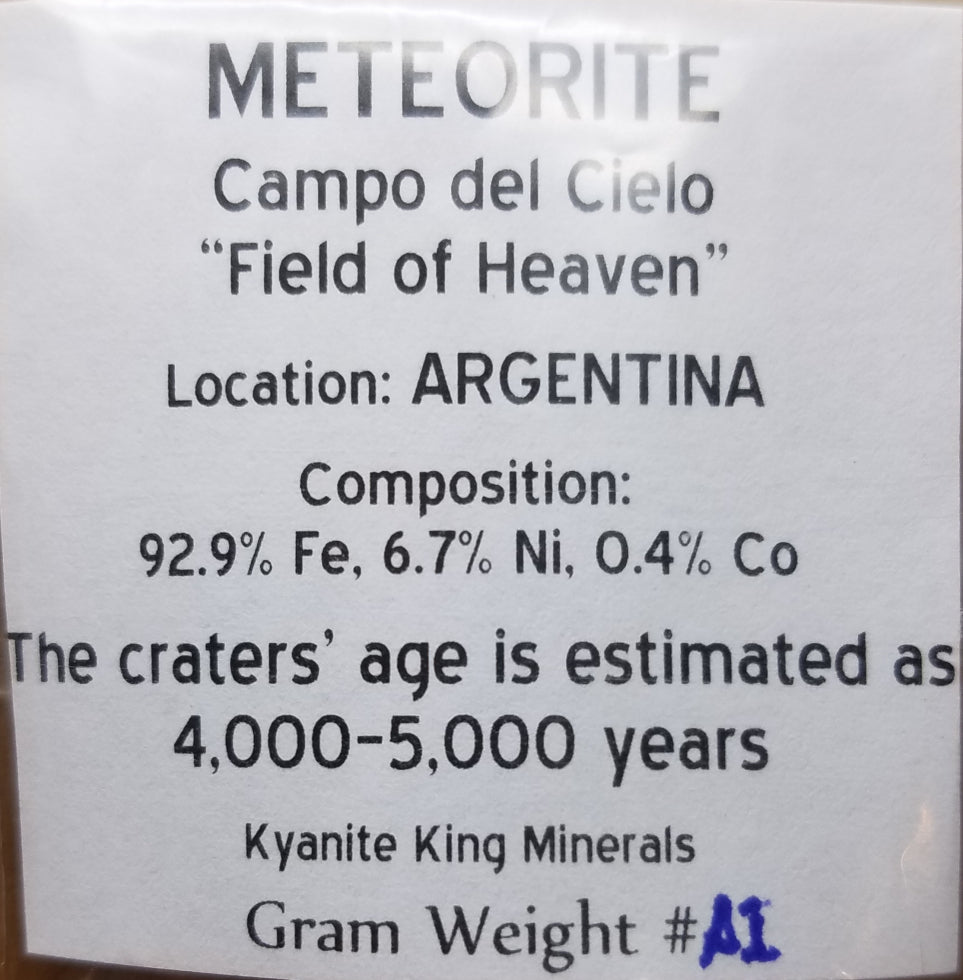 METEORITE
Campo del Cielo
“Field of Heaven”
Location: ARGENTINA
Composition:
92.9% Fe, 6.7% Ni, 0.4% Co
The craters’ age is estimated as
4,000-5,000 years
Kyanite King Minerals
Gram Weight #